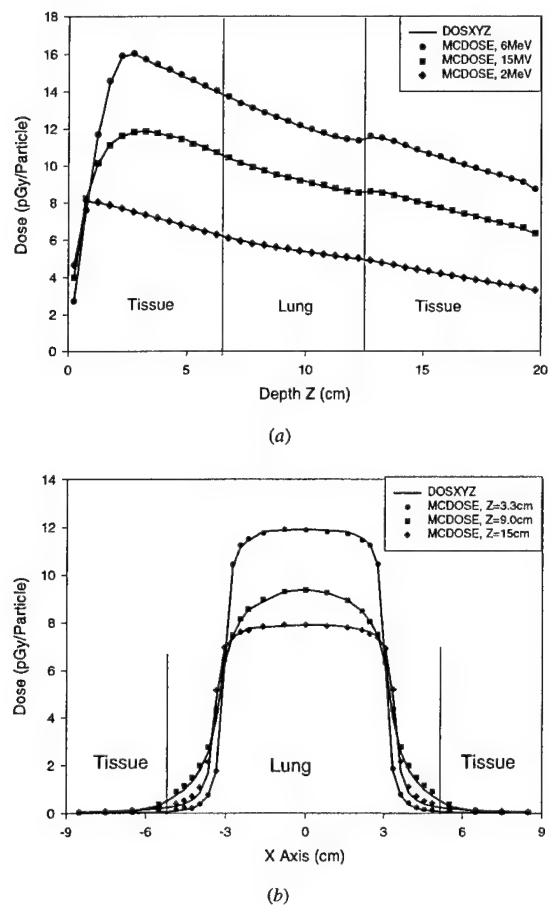 18
16
14
12
10
8
6
4
2
0
Dose (pGy/Particle)
DOSXYZ
MCDOSE, 6MeV
MCDOSE, 15MV
MCDOSE, 2MeV
Tissue
Lung
Tissue
0 5 10 15 20
Depth Z (cm)
(a)
14
12
10
8
6
4
2
0
Dose (pGy/Particle)
DOSXYZ
MCDOSE, Z=3.3cm
MCDOSE, Z=9.0cm
MCDOSE, Z=15cm
Tissue
Lung
Tissue
-9 -6 -3 0 3 6 9
X Axis (cm)
(b)